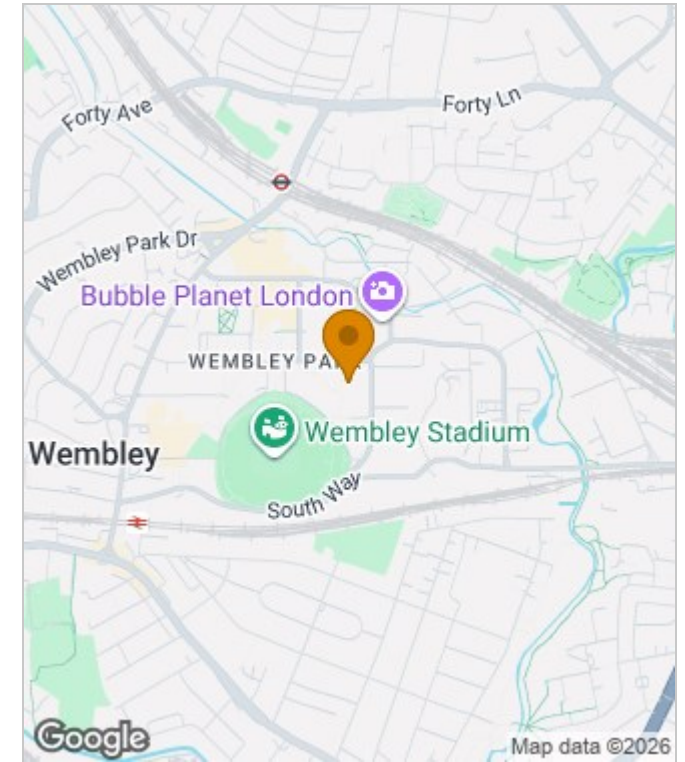 Forty Ave
Forty Ln
Wembley Park Dr
Bubble Planet London
WEMBLEY PA
Wembley Stadium
Wembley
South Way
Google
Map data ©2026